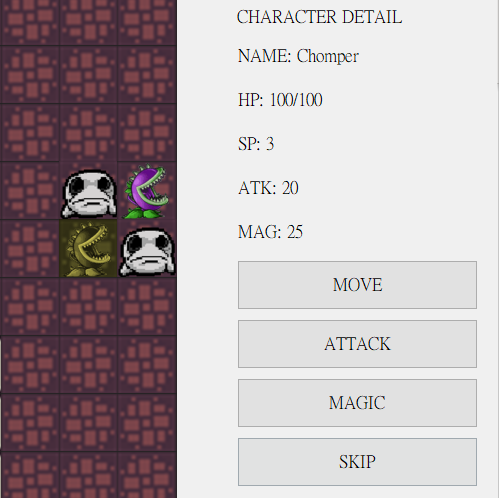 CHARACTER DETAIL
NAME: Chomper
HP: 100/100
SP: 3
ATK: 20
MAG: 25
MOVE
ATTACK
MAGIC
SKIP